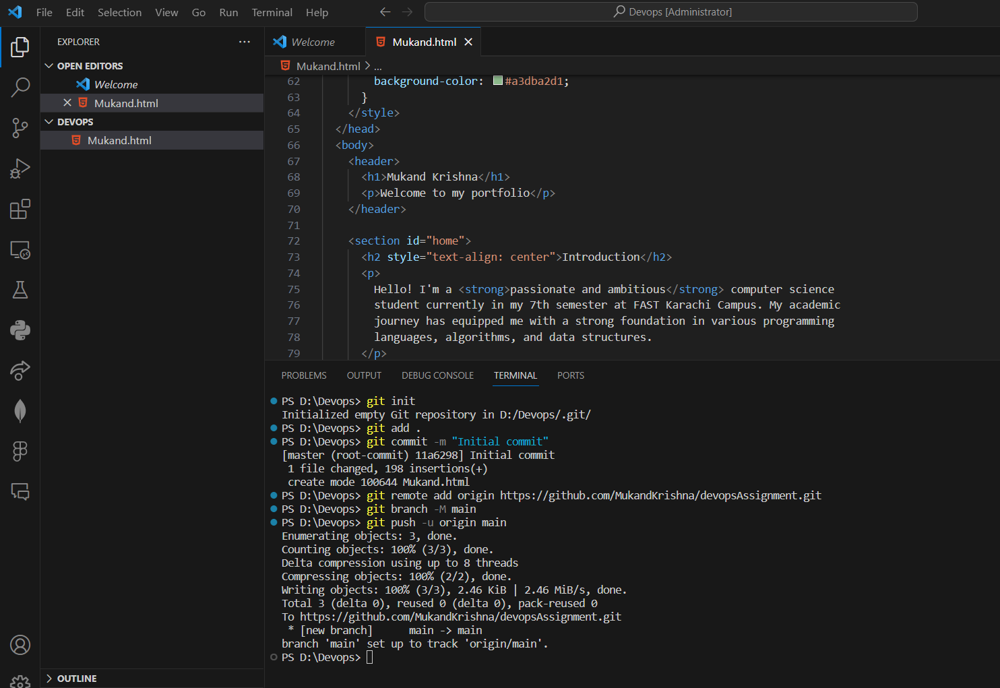 File Edit Selection View Go Run Terminal Help
Devops [Administrator]
EXPLORER
OPEN EDITORS
Welcome
Mukand.html
DEVOPS
Mukand.html
OUTLINE
Welcome
Mukand.html
Mukand.html > ...
62 background-color: #a3dba2d1;
63 }
64 </style>
65 </head>
66 <body>
67 <header>
68 <h1>Mukand Krishna</h1>
69 <p>Welcome to my portfolio</p>
70 </header>
71
72 <section id="home">
73 <h2 style="text-align: center">Introduction</h2>
74 <p>
75 Hello! I'm a <strong>passionate and ambitious</strong> computer science
76 student currently in my 7th semester at FAST Karachi Campus. My academic
77 journey has equipped me with a strong foundation in various programming
78 languages, algorithms, and data structures.
79 </p>
PROBLEMS OUTPUT DEBUG CONSOLE TERMINAL PORTS
PS D:\Devops> git init
Initialized empty Git repository in D:/Devops/.git/
PS D:\Devops> git add .
PS D:\Devops> git commit -m "Initial commit"
[master (root-commit) 11a6298] Initial commit
1 file changed, 198 insertions(+)
create mode 100644 Mukand.html
PS D:\Devops> git remote add origin https://github.com/MukandKrishna/devopsAssignment.git
PS D:\Devops> git branch -M main
PS D:\Devops> git push -u origin main
Enumerating objects: 3, done.
Counting objects: 100% (3/3), done.
Delta compression using up to 8 threads
Compressing objects: 100% (2/2), done.
Writing objects: 100% (3/3), 2.46 KiB | 2.46 MiB/s, done.
Total 3 (delta 0), reused 0 (delta 0), pack-reused 0
To https://github.com/MukandKrishna/devopsAssignment.git
* [new branch] main -> main
branch 'main' set up to track 'origin/main'.
PS D:\Devops>